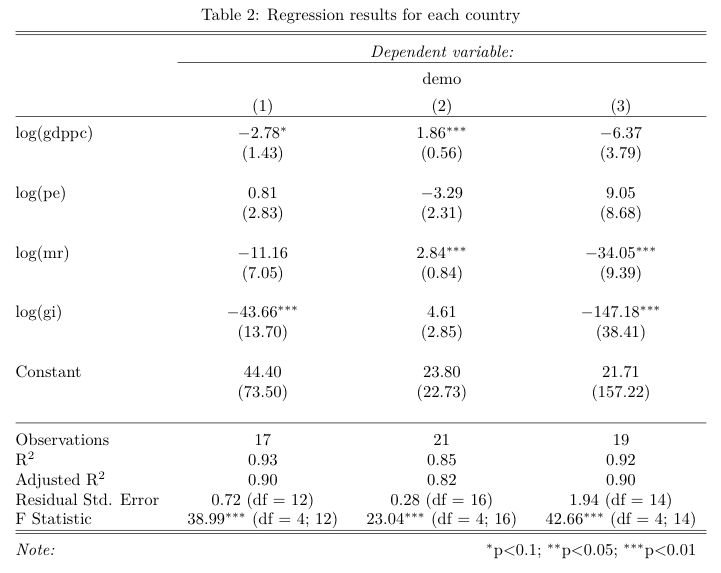 Table 2: Regression results for each country
Dependent variable:
demo
(1) (2) (3)
log(gdppc) −2.78* 1.86*** −6.37
(1.43) (0.56) (3.79)
log(pe) 0.81 −3.29 9.05
(2.83) (2.31) (8.68)
log(mr) −11.16 2.84*** −34.05***
(7.05) (0.84) (9.39)
log(gi) −43.66*** 4.61 −147.18***
(13.70) (2.85) (38.41)
Constant 44.40 23.80 21.71
(73.50) (22.73) (157.22)
Observations 17 21 19
R² 0.93 0.85 0.92
Adjusted R² 0.90 0.82 0.90
Residual Std. Error 0.72 (df = 12) 0.28 (df = 16) 1.94 (df = 14)
F Statistic 38.99*** (df = 4; 12) 23.04*** (df = 4; 16) 42.66*** (df = 4; 14)
Note: *p<0.1; **p<0.05; ***p<0.01